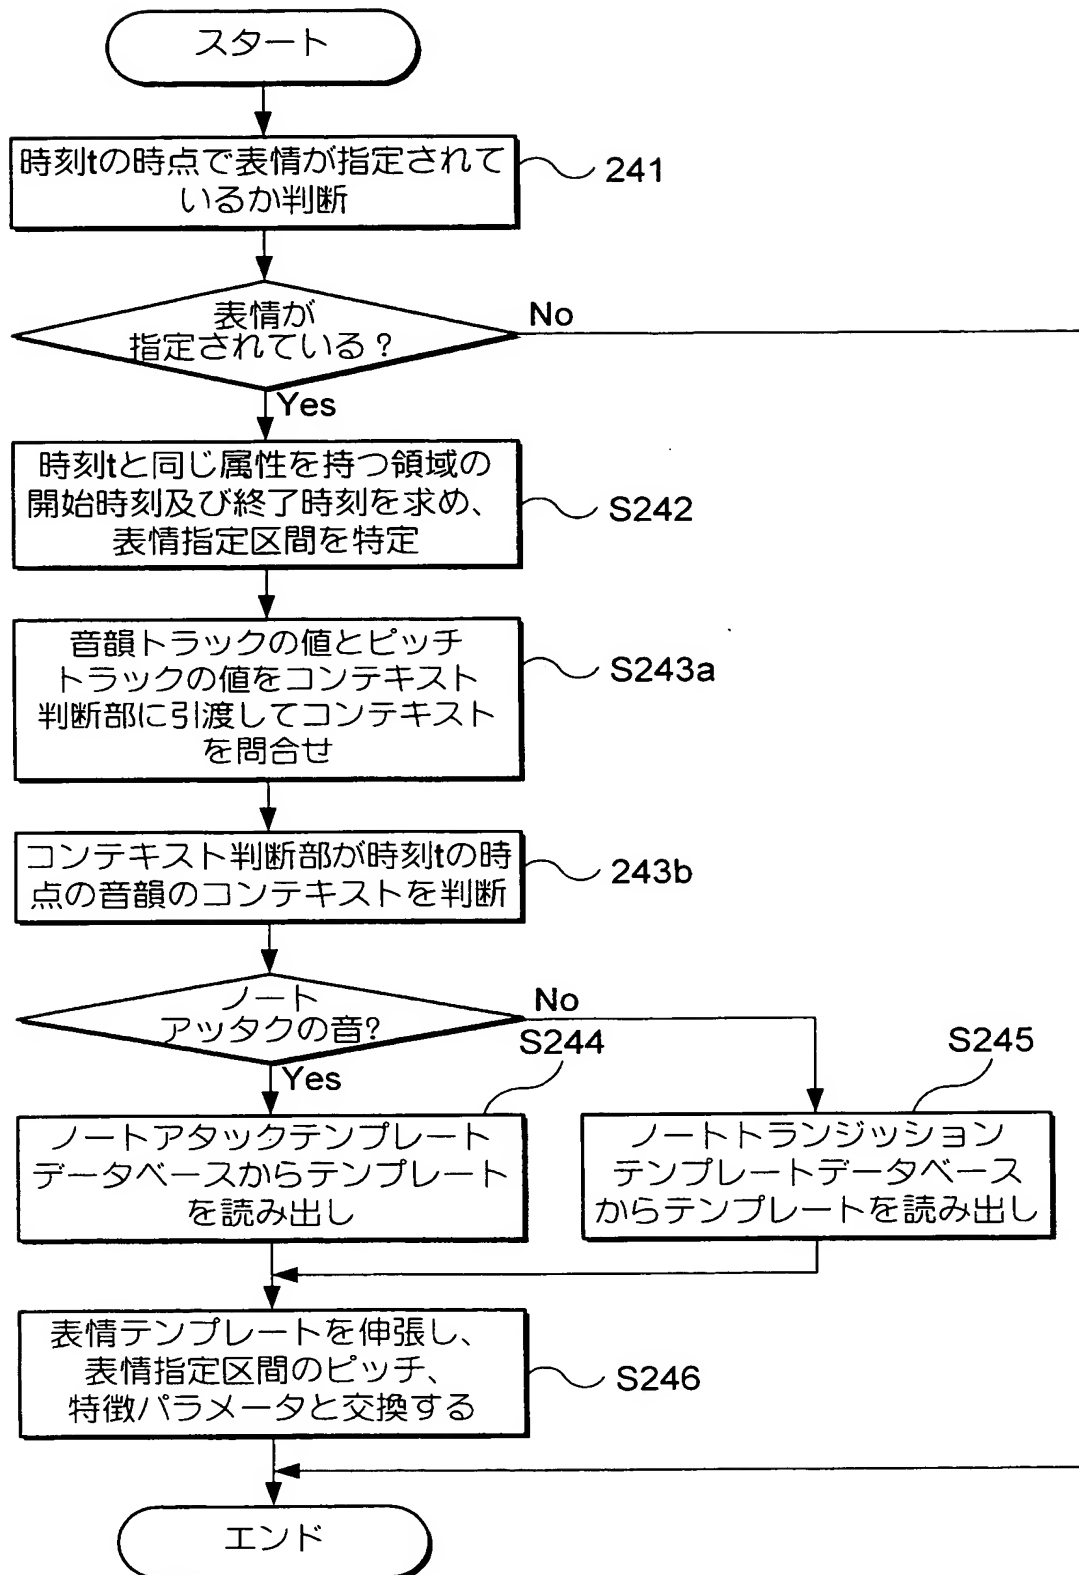 スタート
時刻tの時点で表情が指定されて
いるか判断
241
表情が
指定されている?
No
Yes
時刻tと同じ属性を持つ領域の
開始時刻及び終了時刻を求め、
表情指定区間を特定
S242
音韻トラックの値とピッチ
トラックの値をコンテキスト
判断部に引渡してコンテキスト
を問合せ
S243a
コンテキスト判断部が時刻tの時
点の音韻のコンテキストを判断
243b
ノート
アッタクの音?
No
Yes
S244
S245
ノートアタックテンプレート
データベースからテンプレート
を読み出し
ノートトランジッション
テンプレートデータベース
からテンプレートを読み出し
表情テンプレートを伸張し、
表情指定区間のピッチ、
特徴パラメータと交換する
S246
エンド